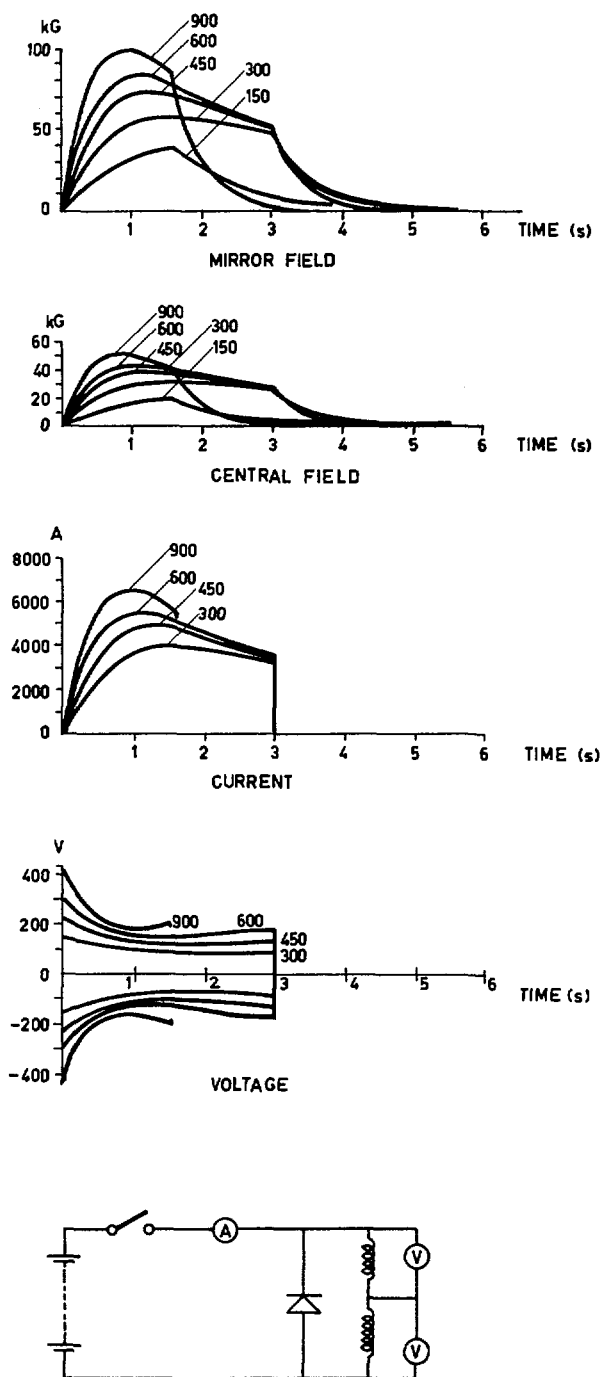 kG
900
600
450
300
150
100
50
0
1 2 3 4 5 6 TIME (s)
MIRROR FIELD
kG
900
600
450
300
150
60
40
20
0
1 2 3 4 5 6 TIME (s)
CENTRAL FIELD
A
900
600
450
300
8000
6000
4000
2000
0
1 2 3 4 5 6 TIME (s)
CURRENT
V
400
200
900 600
450
300
0
1 2 3 4 5 6 TIME (s)
-200
-400
VOLTAGE
A
V
V